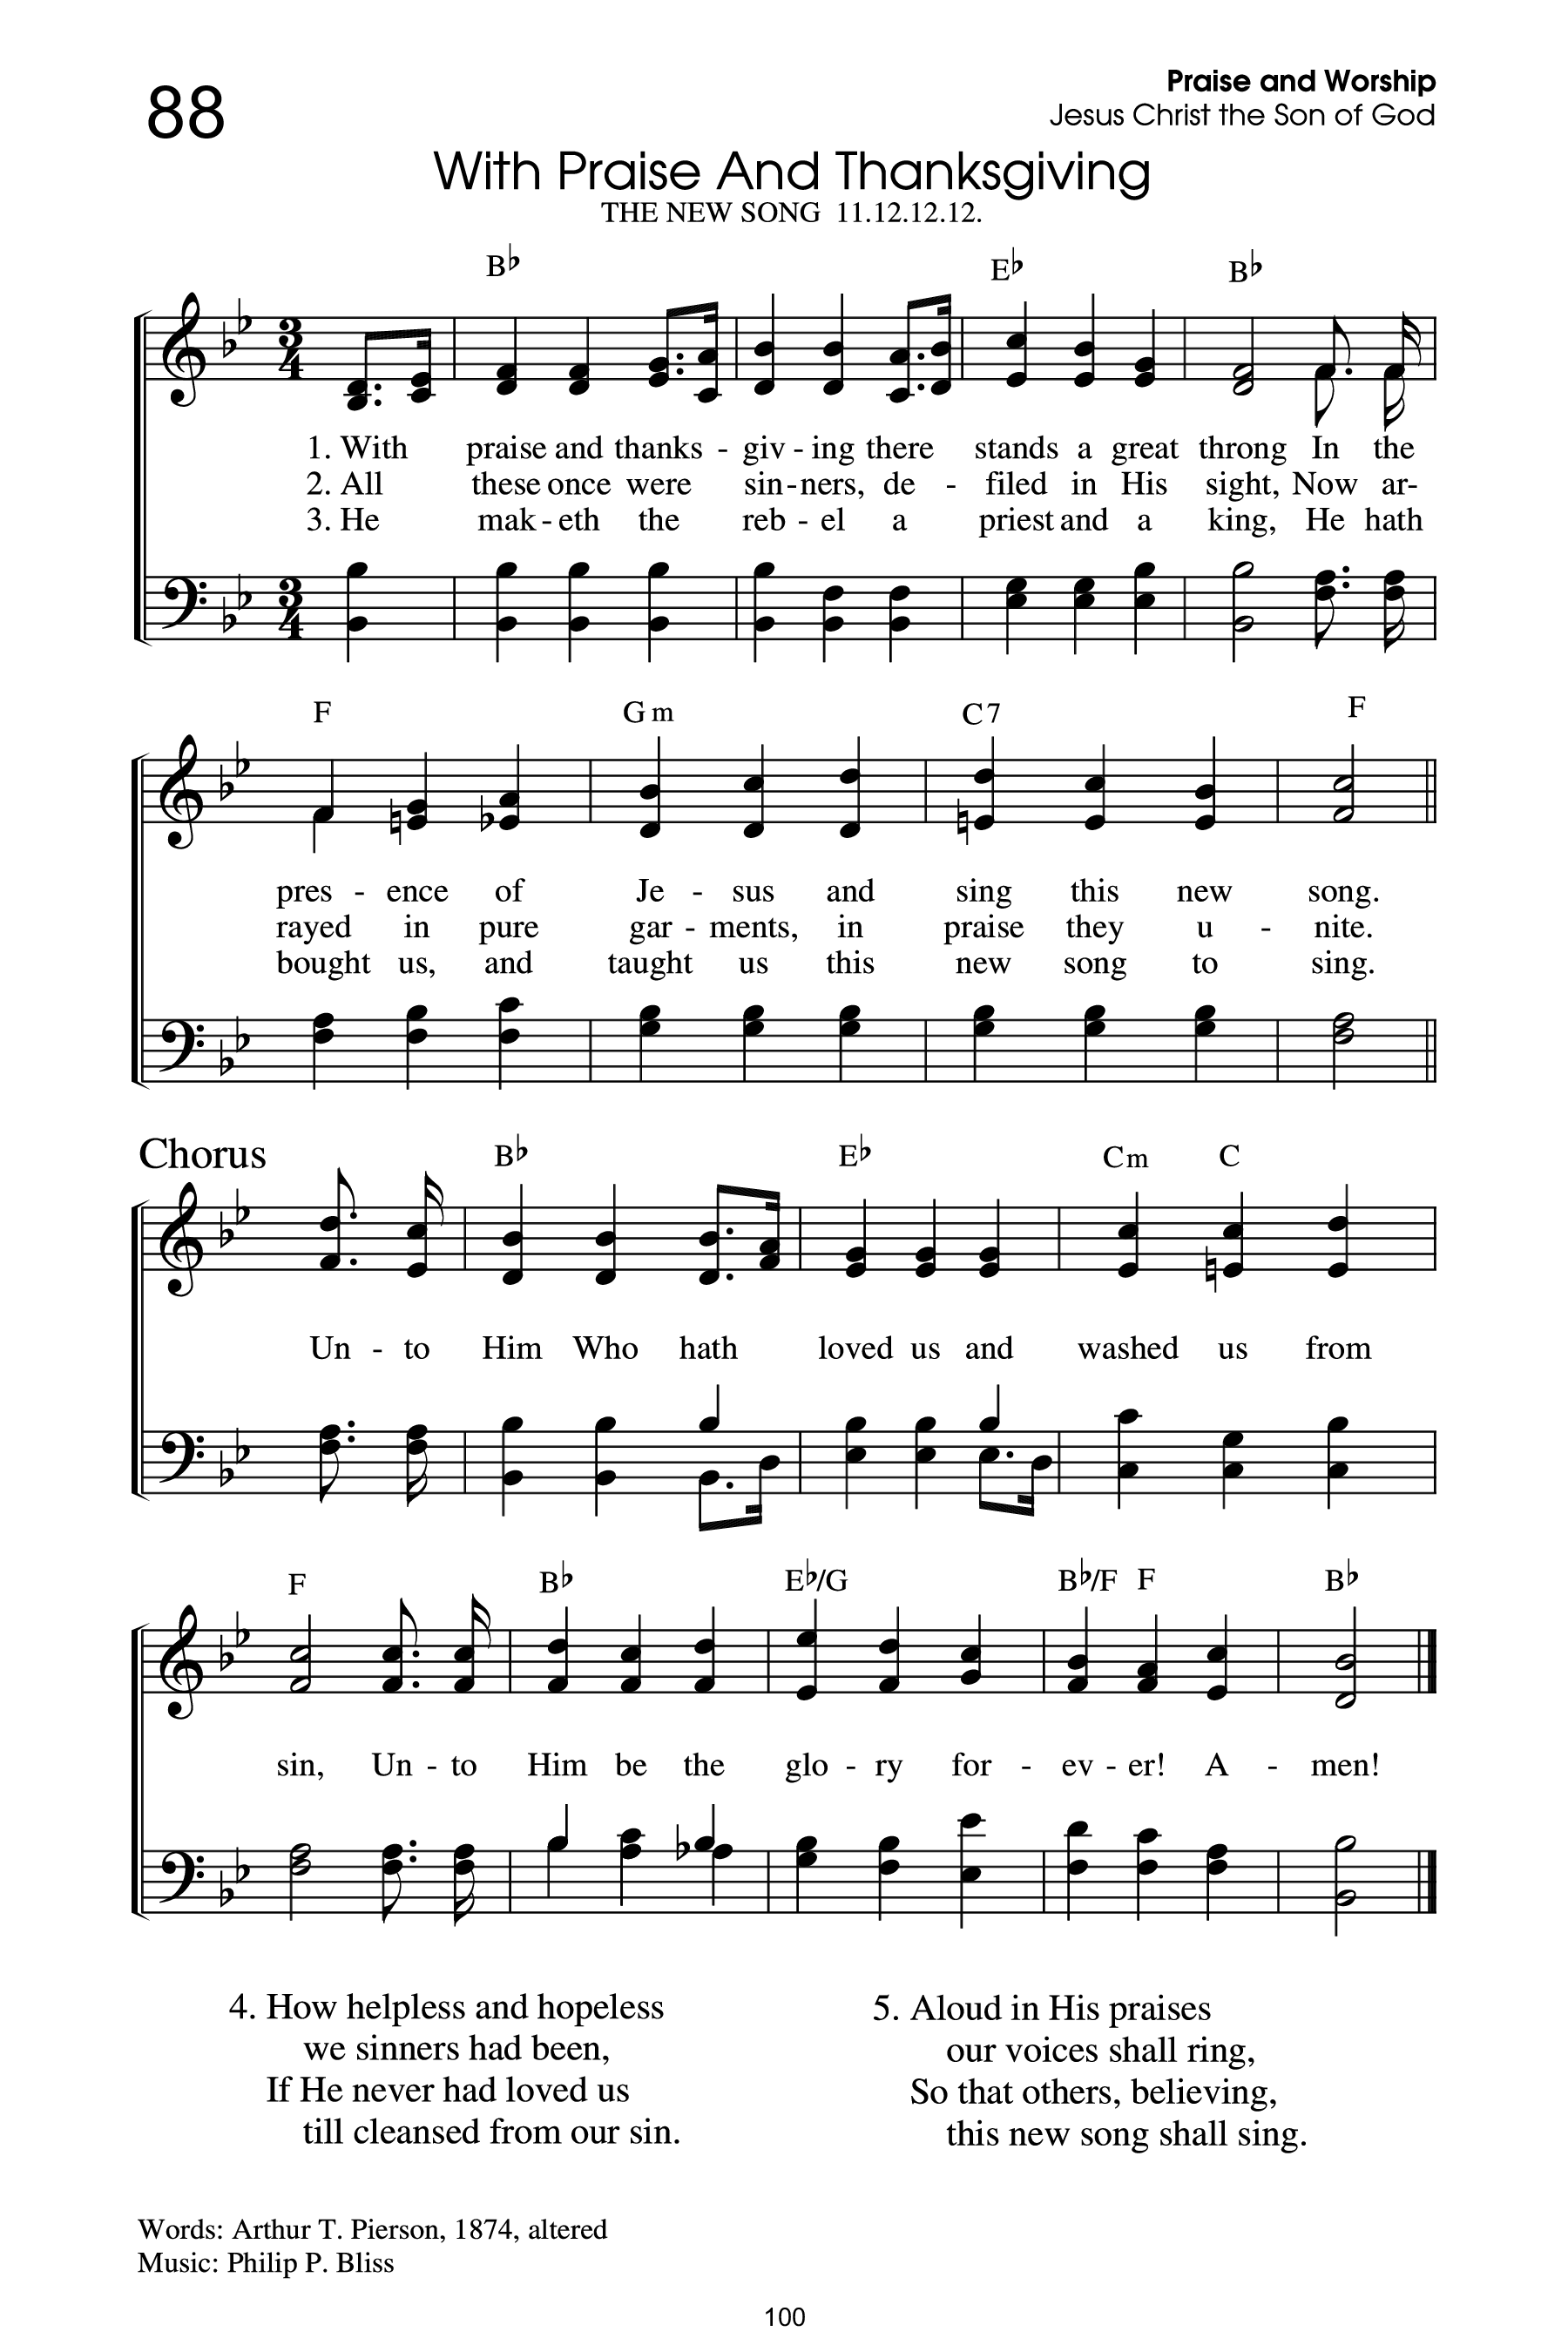 88
Praise and Worship
Jesus Christ the Son of God
With Praise And Thanksgiving
THE NEW SONG 11.12.12.12.
B♭ E♭ B♭
3/4
1. With praise and thanks - giv - ing there stands a great throng In the
2. All these once were sin - ners, de - filed in His sight, Now ar-
3. He mak - eth the reb - el a priest and a king, He hath
3/4
F Gm C7 F
pres - ence of Je - sus and sing this new song.
rayed in pure gar - ments, in praise they u - nite.
bought us, and taught us this new song to sing.
Chorus
B♭ E♭ Cm C
Un - to Him Who hath loved us and washed us from
F B♭ E♭/G B♭/F F B♭
sin, Un - to Him be the glo - ry for - ev - er! A - men!
4. How helpless and hopeless
we sinners had been,
If He never had loved us
till cleansed from our sin.
5. Aloud in His praises
our voices shall ring,
So that others, believing,
this new song shall sing.
Words: Arthur T. Pierson, 1874, altered
Music: Philip P. Bliss
100